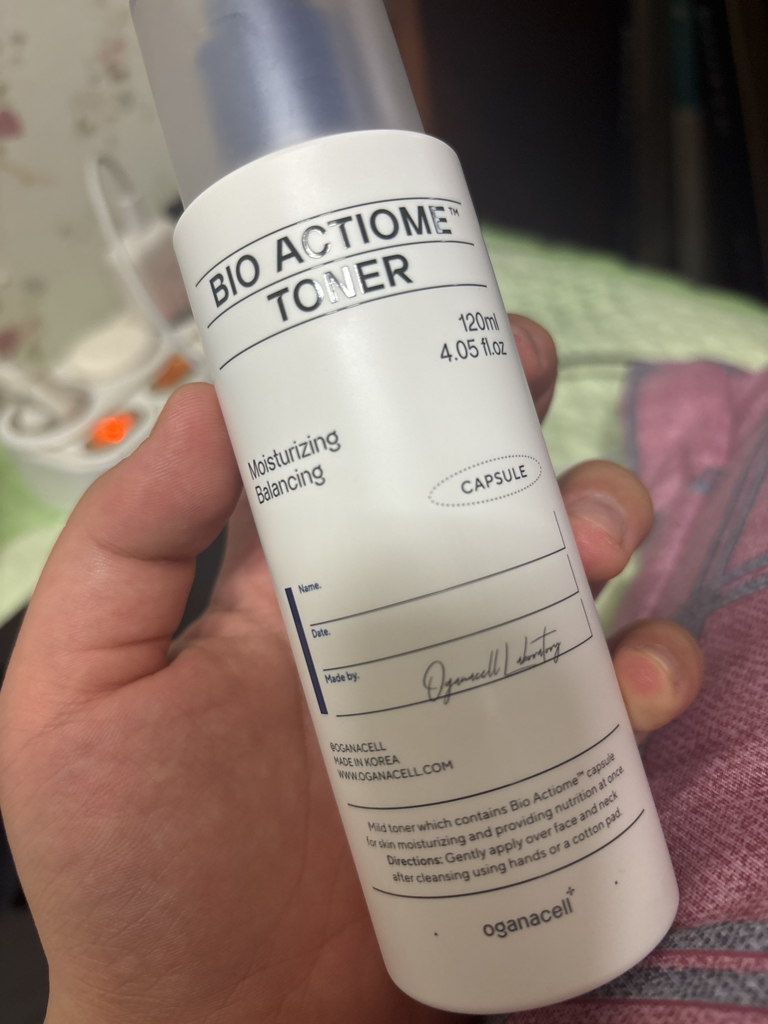 BIO ACTIOME™
TONER
120ml
4.05 fl.oz
Moisturizing
Balancing
CAPSULE
Name.
Date.
Made by. Oganacell Laboratory
©OGANACELL
MADE IN KOREA
WWW.OGANACELL.COM
Mild toner which contains Bio Actiome™ capsule
for skin moisturizing and providing nutrition at once.
Directions: Gently apply over face and neck
after cleansing using hands or a cotton pad.
oganacell